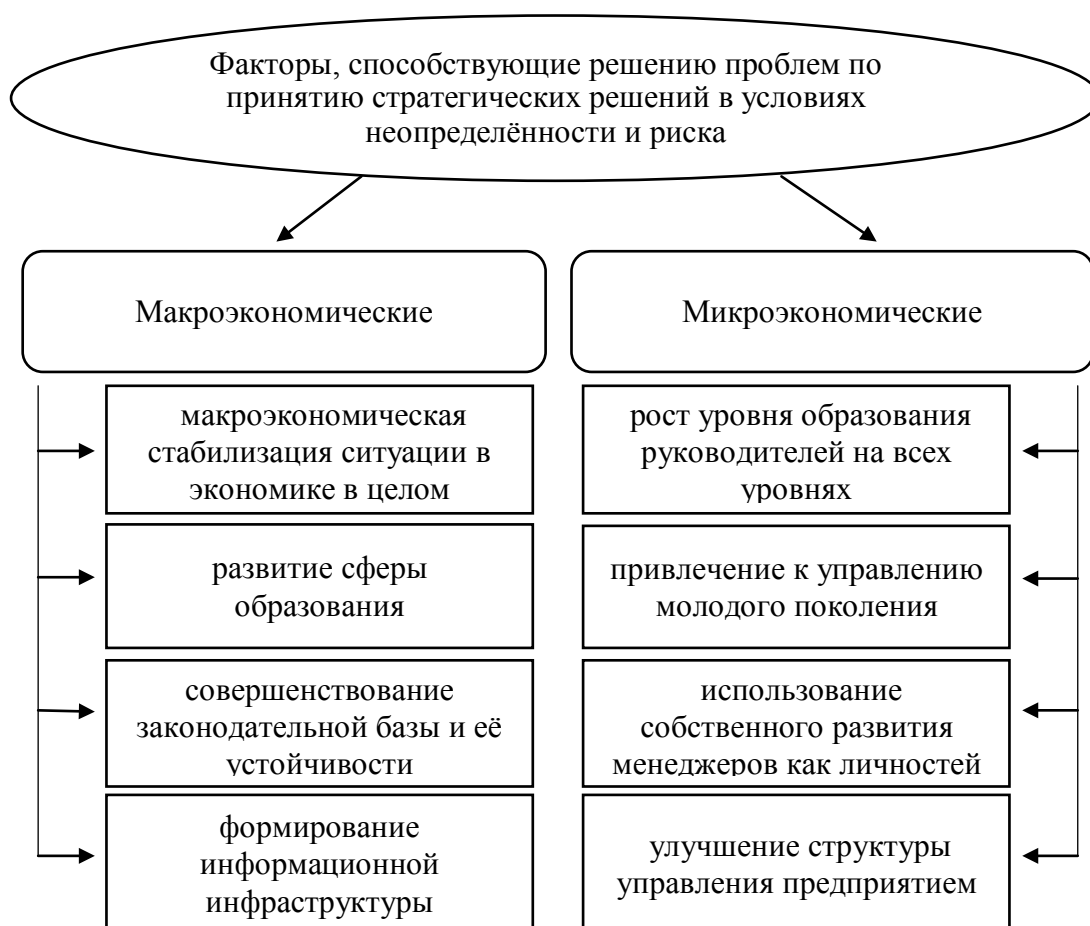 Факторы, способствующие решению проблем по
принятию стратегических решений в условиях
неопределённости и риска
Макроэкономические
Микроэкономические
макроэкономическая
стабилизация ситуации в
экономике в целом
развитие сферы
образования
совершенствование
законодательной базы и её
устойчивости
формирование
информационной
инфраструктуры
рост уровня образования
руководителей на всех
уровнях
привлечение к управлению
молодого поколения
использование
собственного развития
менеджеров как личностей
улучшение структуры
управления предприятием